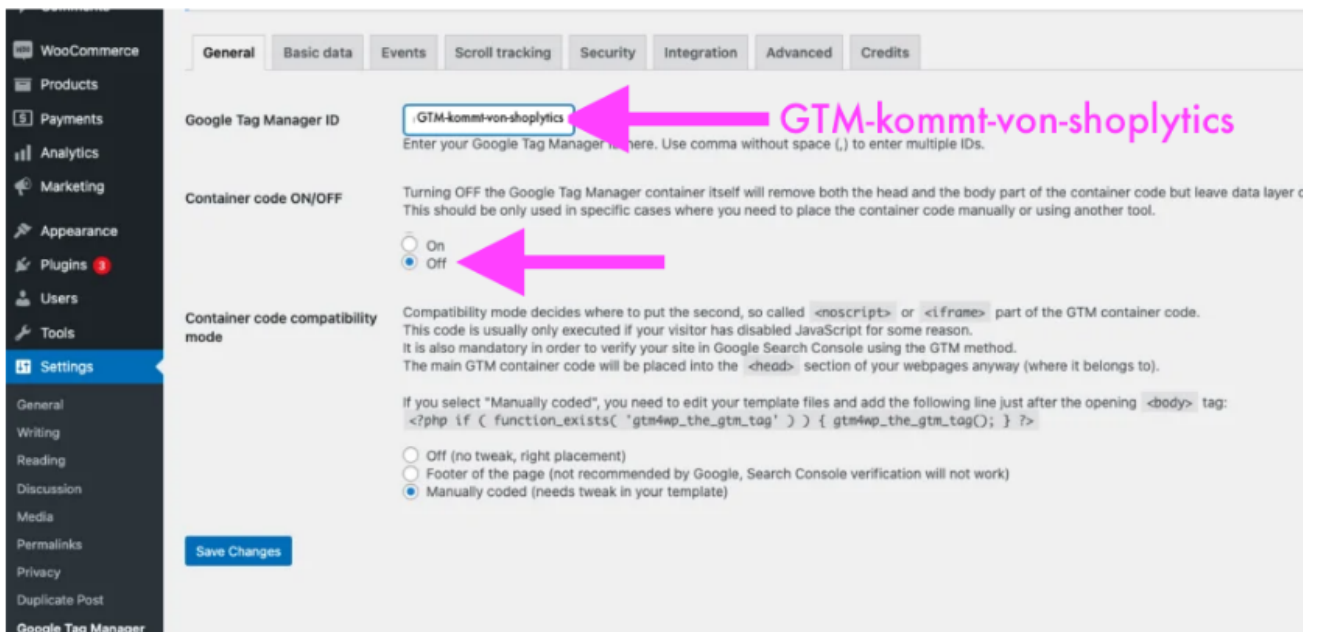 Comments
WooCommerce
Products
Payments
Analytics
Marketing
Appearance
Plugins 3
Users
Tools
Settings
General
Writing
Reading
Discussion
Media
Permalinks
Privacy
Duplicate Post
Google Tag Manager
General Basic data Events Scroll tracking Security Integration Advanced Credits
Google Tag Manager ID
GTM-kommt-von-shoplytics
GTM-kommt-von-shoplytics
Enter your Google Tag Manager here. Use comma without space (,) to enter multiple IDs.
Container code ON/OFF
Turning OFF the Google Tag Manager container itself will remove both the head and the body part of the container code but leave data layer
This should be only used in specific cases where you need to place the container code manually or using another tool.
On
Off
Container code compatibility
mode
Compatibility mode decides where to put the second, so called <noscript> or <iframe> part of the GTM container code.
This code is usually only executed if your visitor has disabled JavaScript for some reason.
It is also mandatory in order to verify your site in Google Search Console using the GTM method.
The main GTM container code will be placed into the <head> section of your webpages anyway (where it belongs to).
If you select "Manually coded", you need to edit your template files and add the following line just after the opening <body> tag:
<?php if ( function_exists( 'gtm4wp_the_gtm_tag' ) ) { gtm4wp_the_gtm_tag(); } ?>
Off (no tweak, right placement)
Footer of the page (not recommended by Google, Search Console verification will not work)
Manually coded (needs tweak in your template)
Save Changes